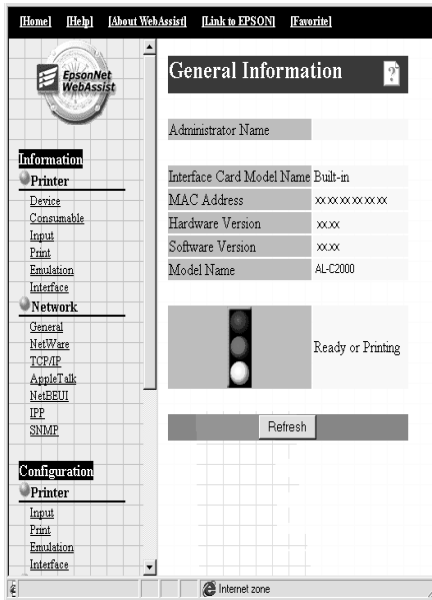 [Home] [Help] [About WebAssist] [Link to EPSON] [Favorite]
EpsonNet
WebAssist
Information
Printer
Device
Consumable
Input
Print
Emulation
Interface
Network
General
NetWare
TCP/IP
AppleTalk
NetBEUI
IPP
SNMP
Configuration
Printer
Input
Print
Emulation
Interface
General Information
?
Administrator Name
Interface Card Model Name Built-in
MAC Address xx xx xx xx xx xx
Hardware Version xx.xx
Software Version xx.xx
Model Name AL-C2000
Ready or Printing
Refresh
Internet zone